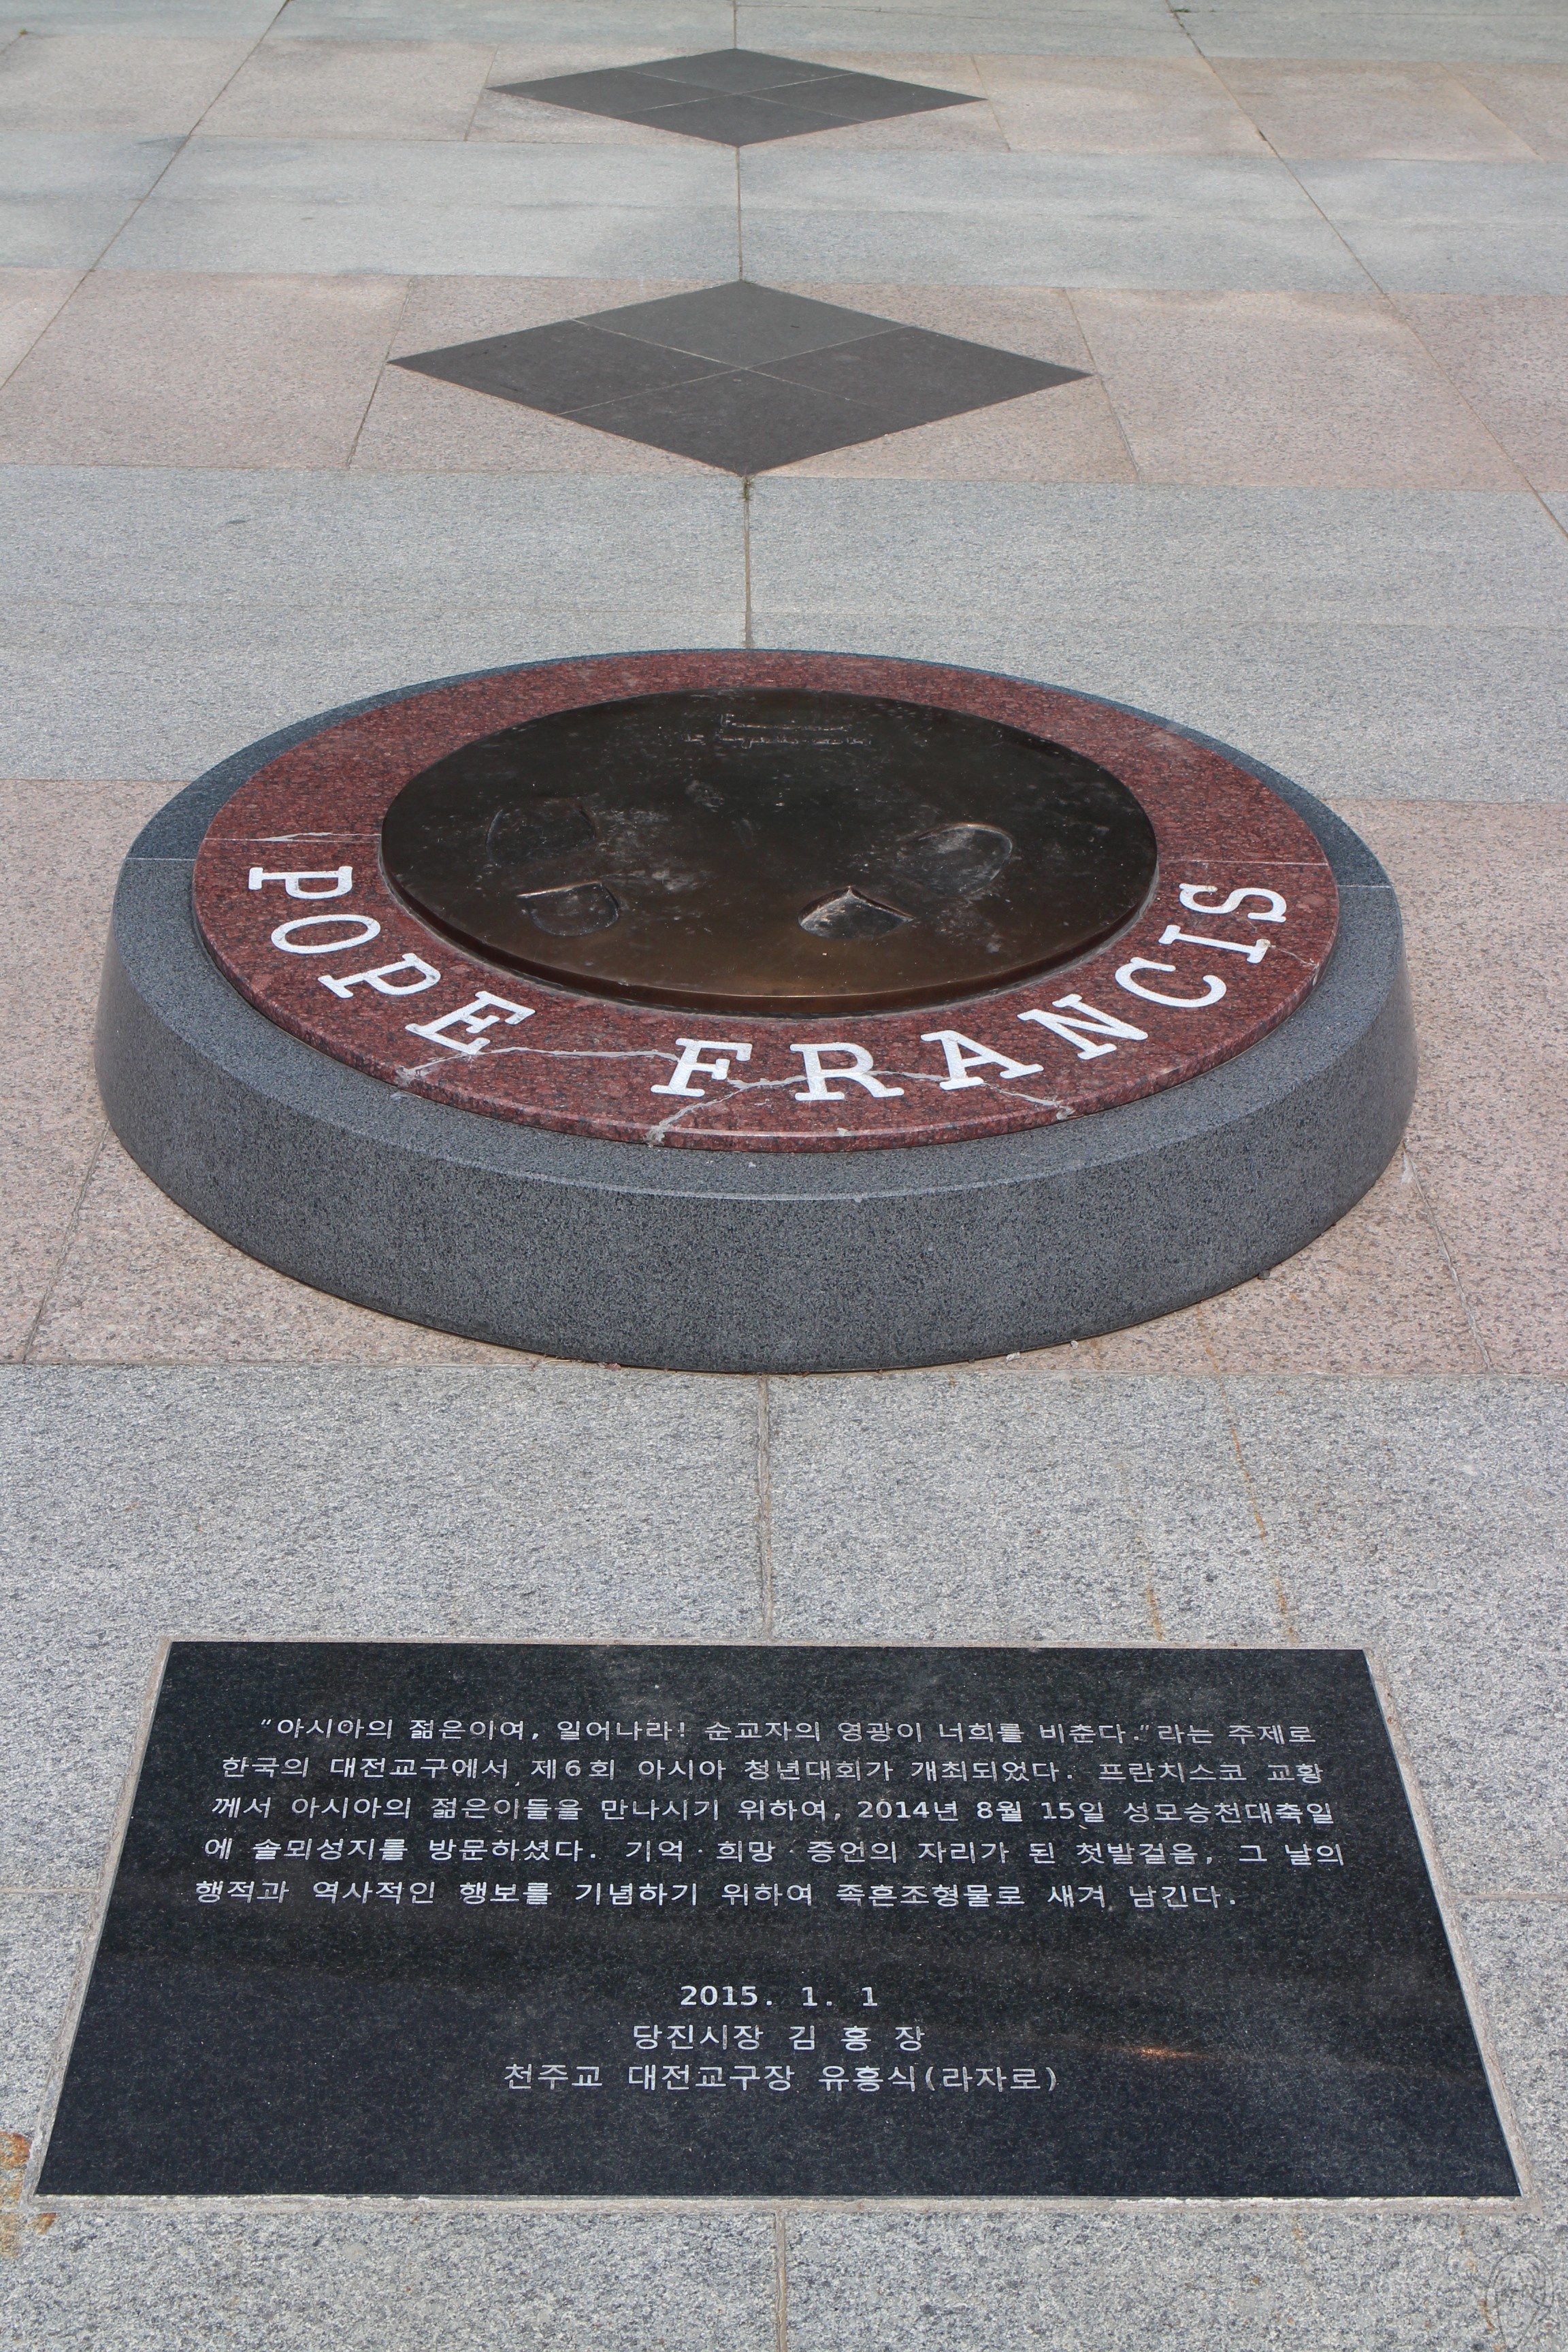 POPE FRANCIS
“아시아의 젊은이여, 일어나라! 순교자의 영광이 너희를 비춘다.”라는 주제로
한국의 대전교구에서 제6회 아시아 청년대회가 개최되었다. 프란치스코 교황
께서 아시아의 젊은이들을 만나시기 위하여, 2014년 8월 15일 성모승천대축일
에 솔뫼성지를 방문하셨다. 기억·희망·증언의 자리가 된 첫발걸음, 그 날의
행적과 역사적인 행보를 기념하기 위하여 족흔조형물로 새겨 남긴다.
2015. 1. 1
당진시장 김 홍 장
천주교 대전교구장 유흥식(라자로)